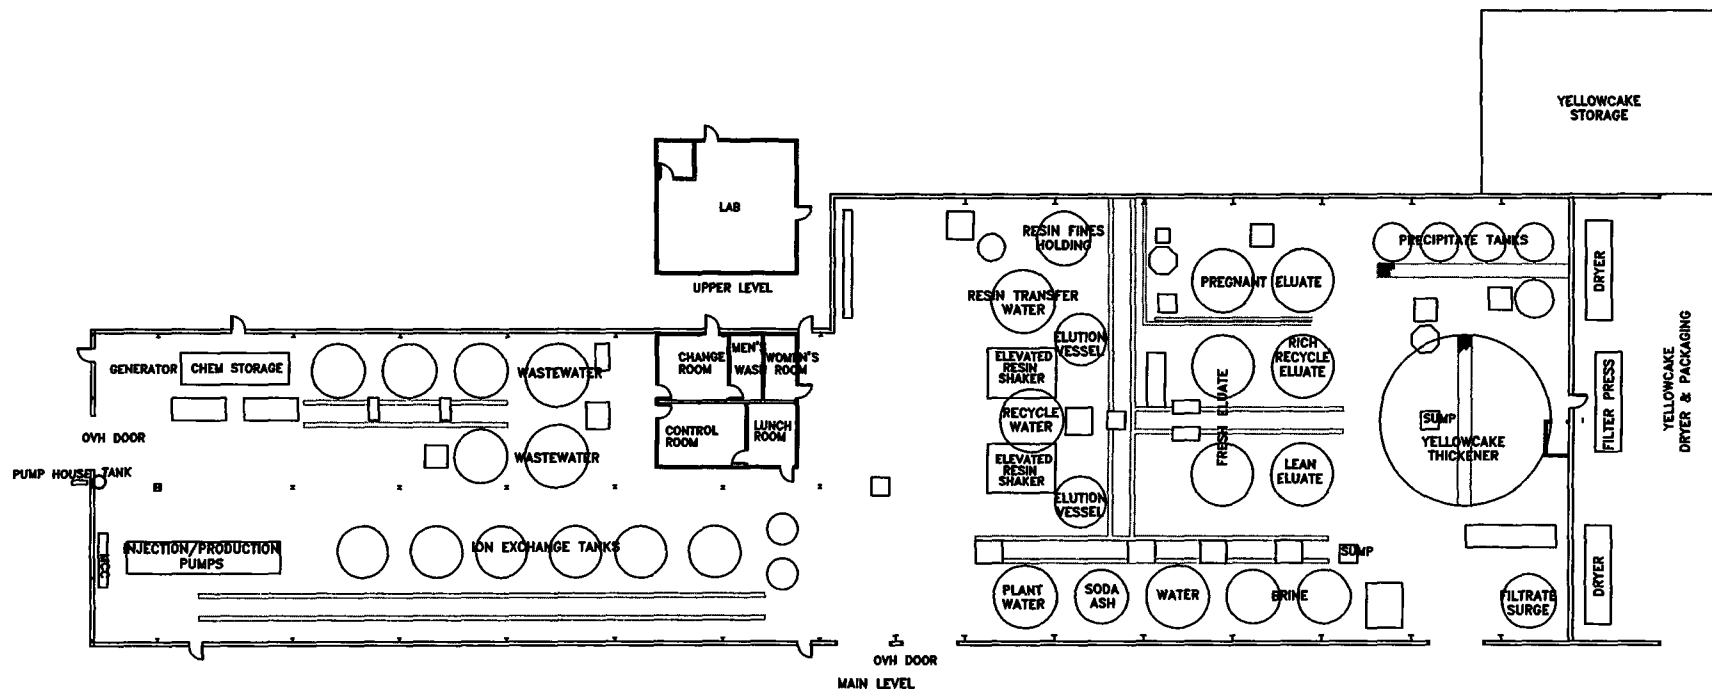 YELLOWCAKE
STORAGE
LAB
UPPER LEVEL
RESIN FINES
HOLDING
PRECIPITATE TANKS
DRYER
PREGNANT ELUATE
RESIN TRANSFER
WATER
ELUTION
VESSEL
ELEVATED
RESIN
SHAKER
RICH
RECYCLE
ELUATE
GENERATOR
CHEM STORAGE
WASTEWATER
CHANGE
ROOM
MEN'S
WASH
WOMEN'S
ROOM
CONTROL
ROOM
LUNCH
ROOM
RECYCLE
WATER
FRESH ELUATE
SUMP
YELLOWCAKE
THICKENER
FILTER PRESS
YELLOWCAKE
DRYER & PACKAGING
OVH DOOR
WASTEWATER
PUMP HOUSE TANK
ELEVATED
RESIN
SHAKER
LEAN
ELUATE
ELUTION
VESSEL
MCC
INJECTION/PRODUCTION
PUMPS
ION EXCHANGE TANKS
SUMP
PLANT
WATER
SODA
ASH
WATER
BRINE
FILTRATE
SURGE
DRYER
OVH DOOR
MAIN LEVEL